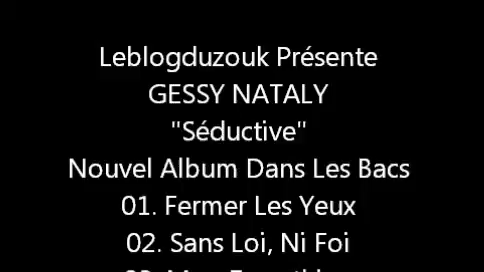 Leblogduzouk Présente
GESSY NATALY
"Séductive"
Nouvel Album Dans Les Bacs
01. Fermer Les Yeux
02. Sans Loi, Ni Foi